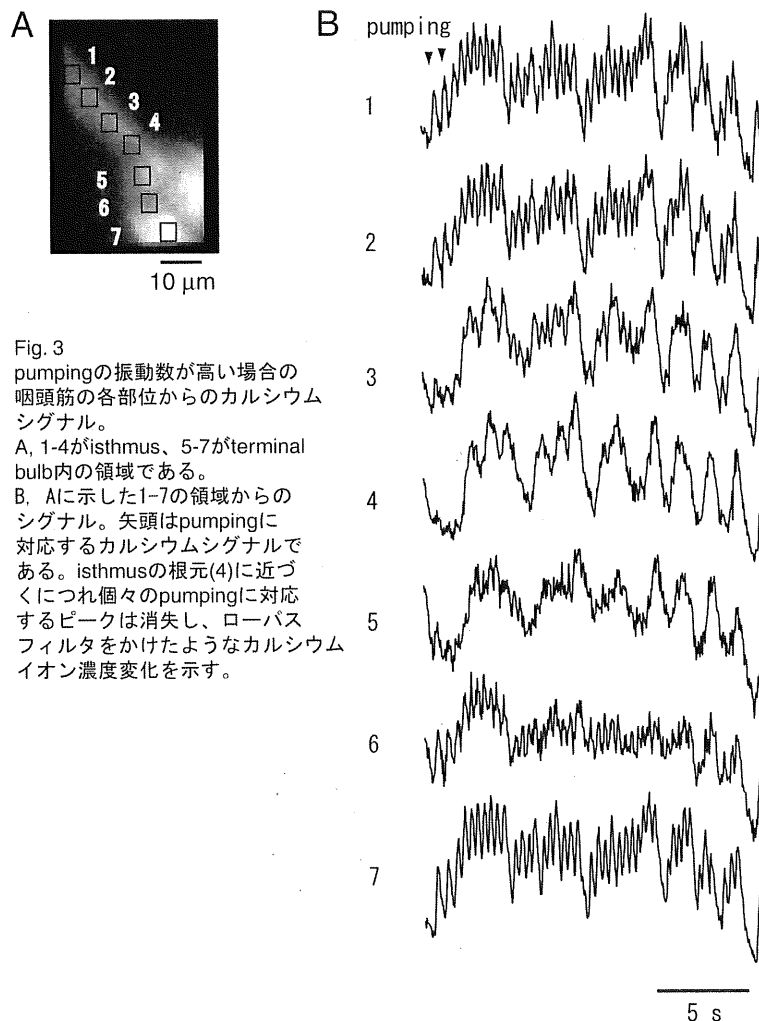 A
1
2
3
4
5
6
7
10 μm
Fig. 3
pumpingの振動数が高い場合の
咽頭筋の各部位からのカルシウム
シグナル。
A, 1-4がisthmus、5-7がterminal
bulb内の領域である。
B, Aに示した1-7の領域からの
シグナル。矢頭はpumpingに
対応するカルシウムシグナルで
ある。isthmusの根元(4)に近づ
くにつれ個々のpumpingに対応
するピークは消失し、ローパス
フィルタをかけたようなカルシウム
イオン濃度変化を示す。
B
pumping
1
2
3
4
5
6
7
5 s